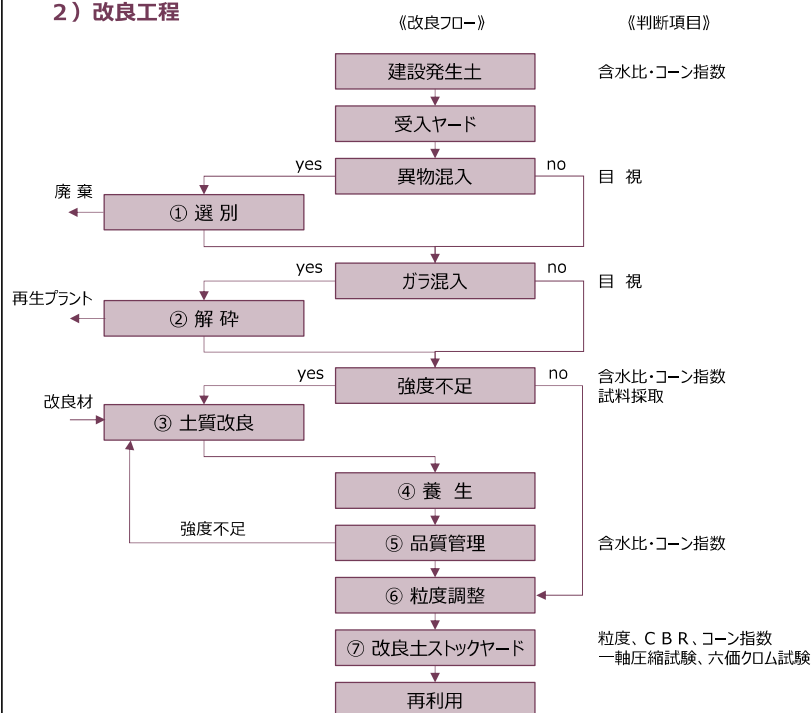 2）改良工程
《改良フロー》 《判断項目》
建設発生土 含水比・コーン指数
受入ヤード
yes 異物混入 no 目 視
廃 棄
① 選 別
yes ガラ混入 no 目 視
再生プラント
② 解 砕
yes 強度不足 no 含水比・コーン指数
試料採取
改良材
③ 土質改良
④ 養 生
強度不足 ⑤ 品質管理 含水比・コーン指数
⑥ 粒度調整
⑦ 改良土ストックヤード 粒度、ＣＢＲ、コーン指数
一軸圧縮試験、六価クロム試験
再利用